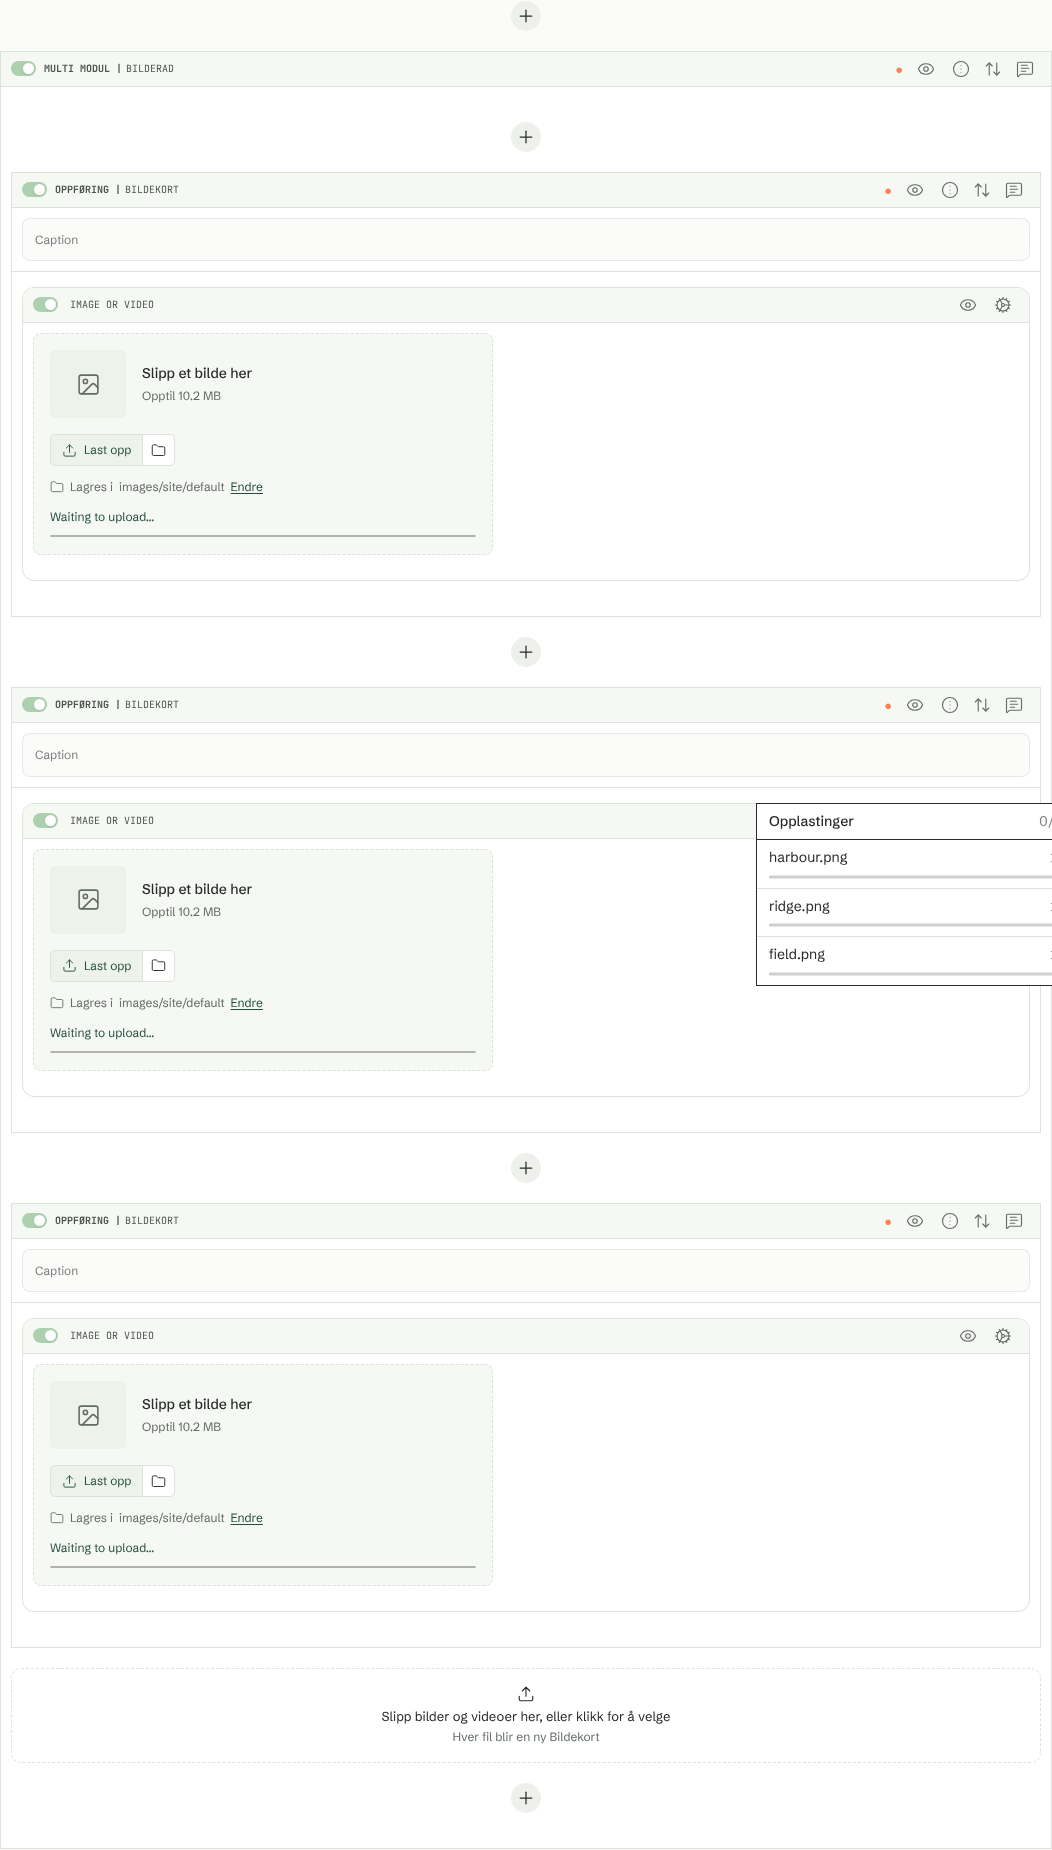 MULTI MODUL | BILDERAD
OPPFØRING | BILDEKORT
Caption
IMAGE OR VIDEO
Slipp et bilde her
Opptil 10.2 MB
Last opp
Lagres i images/site/default Endre
Waiting to upload...
OPPFØRING | BILDEKORT
Caption
IMAGE OR VIDEO
Opplastinger 0/
harbour.png
ridge.png
field.png
Slipp et bilde her
Opptil 10.2 MB
Last opp
Lagres i images/site/default Endre
Waiting to upload...
OPPFØRING | BILDEKORT
Caption
IMAGE OR VIDEO
Slipp et bilde her
Opptil 10.2 MB
Last opp
Lagres i images/site/default Endre
Waiting to upload...
Slipp bilder og videoer her, eller klikk for å velge
Hver fil blir en ny Bildekort